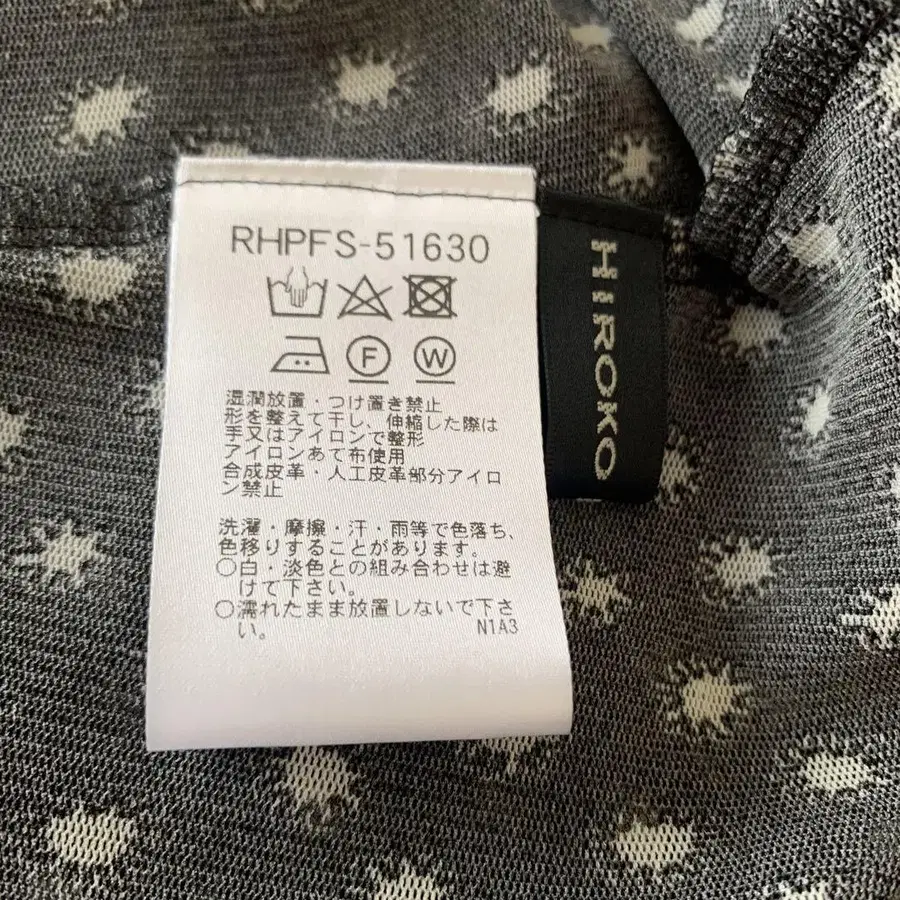 RHPFS-51630
F W
湿潤放置・つけ置き禁止
形を整えて干し、伸縮した際は
手又はアイロンで整形
アイロンあて布使用
合成皮革・人工皮革部分アイロ
ン禁止
洗濯・摩擦・汗・雨等で色落ち、
色移りすることがあります。
○白・淡色との組み合わせは避
けて下さい。
○濡れたまま放置しないで下さ
い。 N1A3
HIROKO